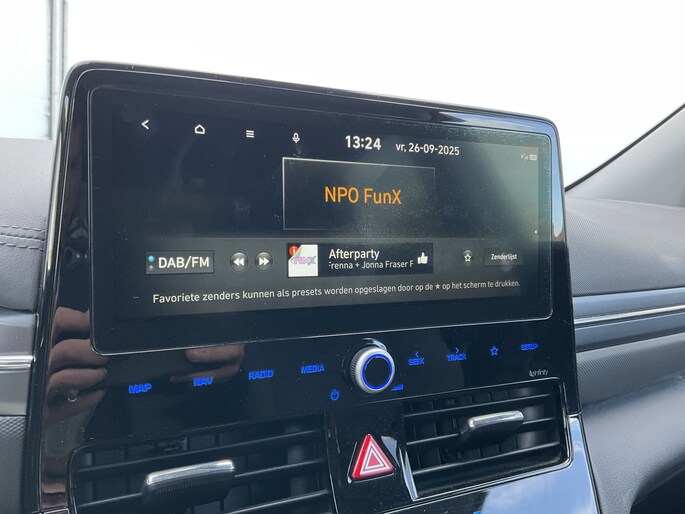 13:24 vr, 26-09-2025
NPO FunX
DAB/FM
FunX
Afterparty
Frenna + Jonna Fraser F
Zenderlijst
Favoriete zenders kunnen als presets worden opgeslagen door op de ★ op het scherm te drukken.
MAP NAV RADIO MEDIA
SEEK TRACK SETUP
infinity